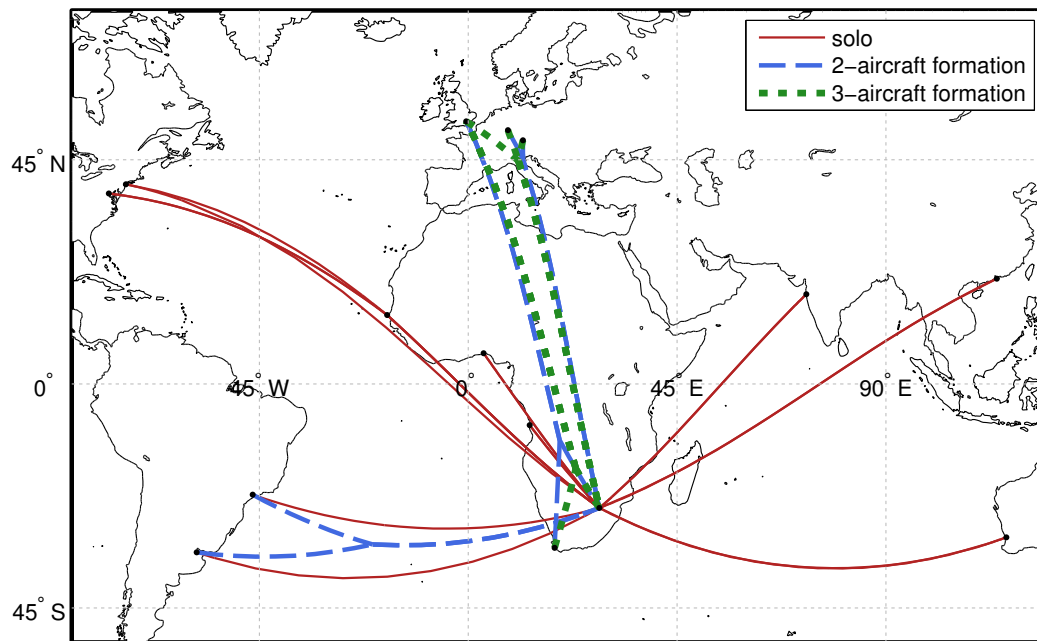 solo
2−aircraft formation
3−aircraft formation
45° N
0°
45° W
0°
45° E
90° E
45° S